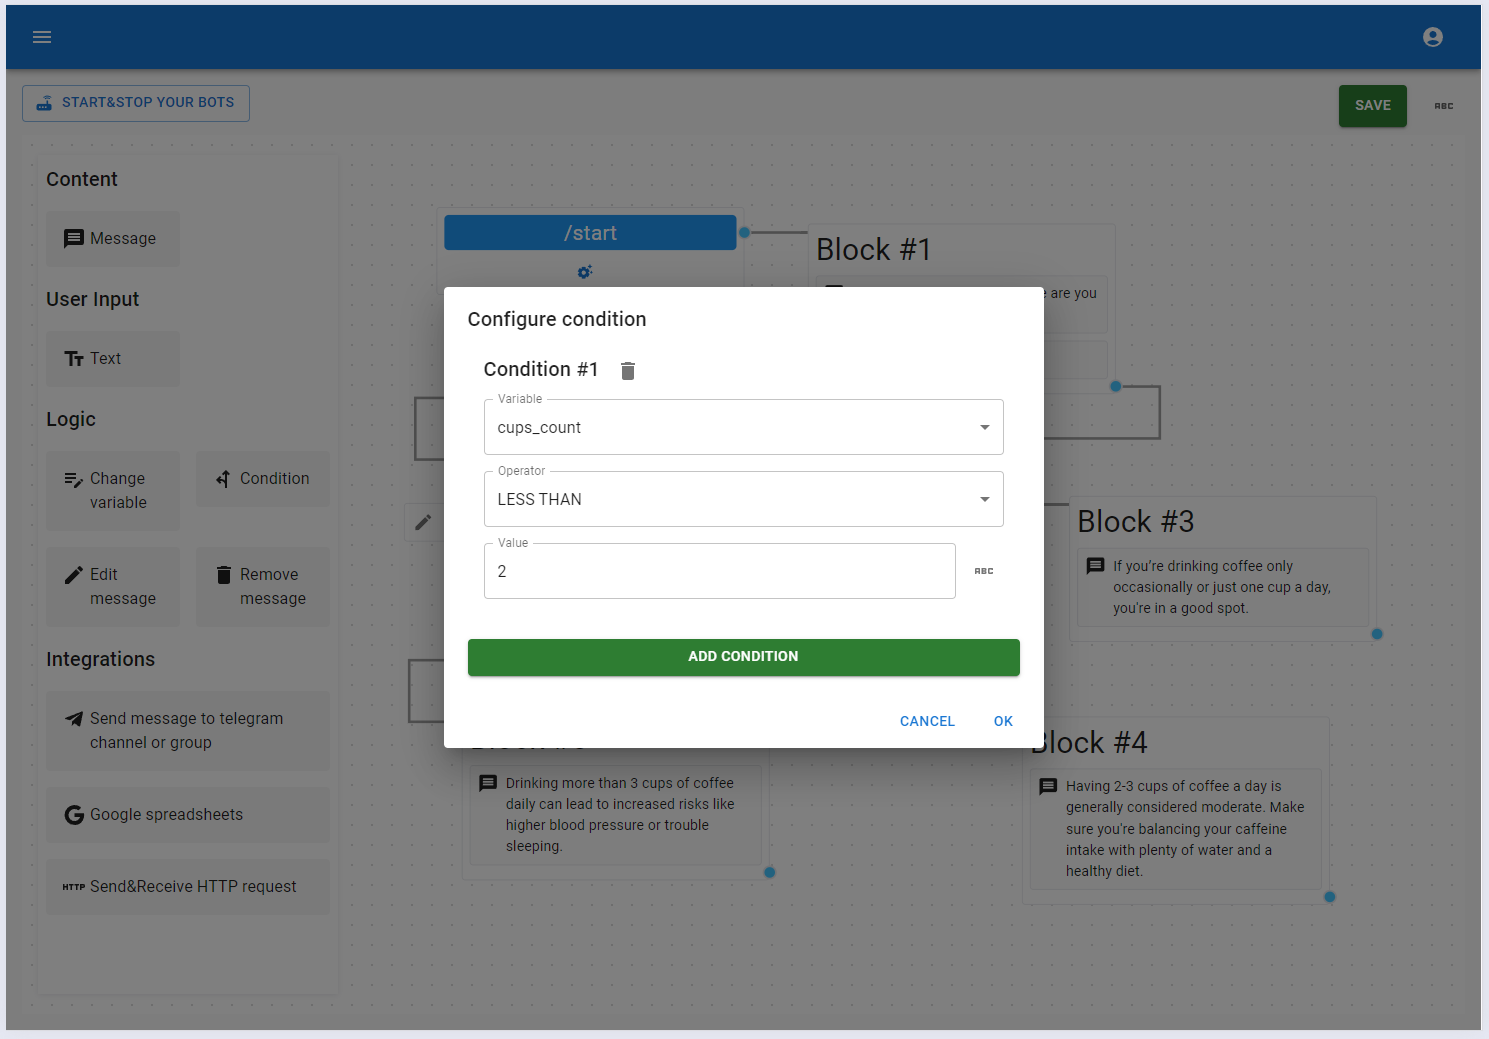 START&STOP YOUR BOTS
SAVE
ABC
Content
Message
User Input
Text
Logic
Change
variable
Condition
Edit
message
Remove
message
Integrations
Send message to telegram
channel or group
Google spreadsheets
HTTP Send&Receive HTTP request
/start
Block #1
are you
Configure condition
Condition #1
Variable
cups_count
Operator
LESS THAN
Value
2
ABC
ADD CONDITION
CANCEL
OK
Block #3
If you're drinking coffee only
occasionally or just one cup a day,
you're in a good spot.
Drinking more than 3 cups of coffee
daily can lead to increased risks like
higher blood pressure or trouble
sleeping.
Block #4
Having 2-3 cups of coffee a day is
generally considered moderate. Make
sure you're balancing your caffeine
intake with plenty of water and a
healthy diet.